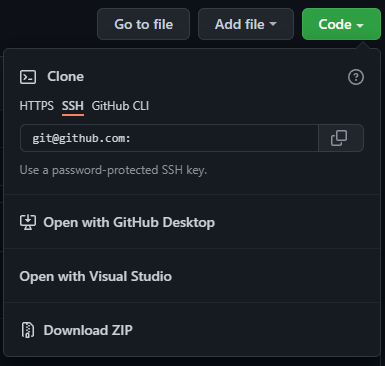 Go to file Add file Code
Clone
HTTPS SSH GitHub CLI
git@github.com:
Use a password-protected SSH key.
Open with GitHub Desktop
Open with Visual Studio
Download ZIP